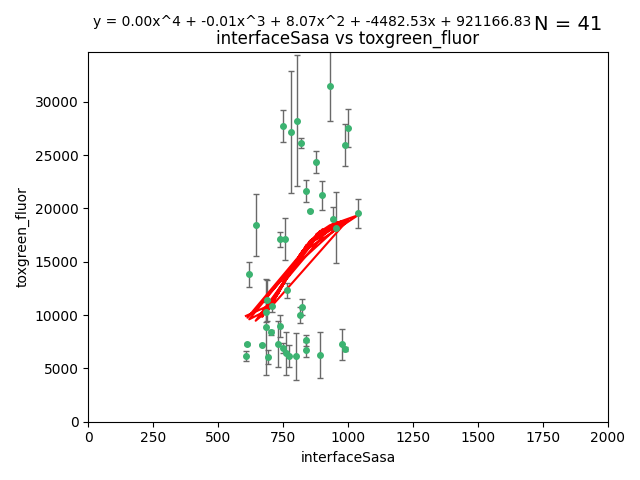 y = 0.00x^4 + -0.01x^3 + 8.07x^2 + -4482.53x + 921166.83
N = 41
interfaceSasa vs toxgreen_fluor
30000
25000
20000
15000
10000
5000
0
toxgreen_fluor
0 250 500 750 1000 1250 1500 1750 2000
interfaceSasa